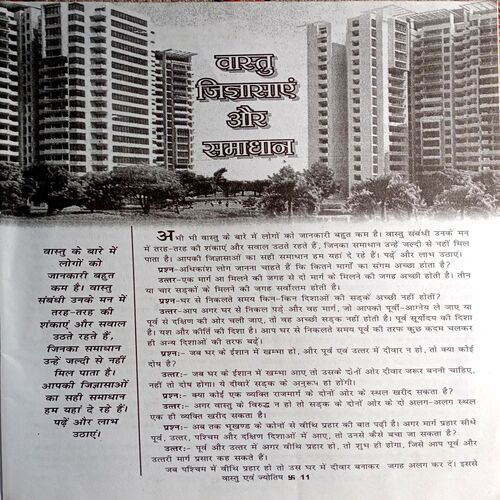 वास्तु
जिज्ञासाएं
और
समाधान
वास्तु के बारे में
लोगों को
जानकारी बहुत
कम है। वास्तु
संबंधी उनके मन में
तरह-तरह की
शंकाएं और सवाल
उठते रहते हैं,
जिनका समाधान
उन्हें जल्दी से नहीं
मिल पाता है।
आपकी जिज्ञासाओं
का सही समाधान
हम यहां दे रहे हैं।
पढ़ें और लाभ
उठाएं।
अभी भी वास्तु के बारे में लोगों को जानकारी बहुत कम है। वास्तु संबंधी उनके मन
में तरह-तरह की शंकाएं और सवाल उठते रहते हैं, जिनका समाधान उन्हें जल्दी से नहीं मिल
पाता है। आपकी जिज्ञासाओं का सही समाधान हम यहां दे रहे हैं। पढ़ें और लाभ उठाएं।
प्रश्न-अधिकांश लोग जानना चाहते हैं कि कितने मार्गों का संगम अच्छा होता है?
उत्तर-एक मार्ग आ मिलने की जगह से दो मार्ग के मिलने की जगह अच्छी होती है। तीन
या चार सड़कों के मिलने की जगह सर्वोत्तम होती है।
प्रश्न-घर से निकलते समय किन-किन दिशाओं की सड़कें अच्छी नहीं होतीं?
उत्तर-आप अगर घर से निकल पड़ें और वह मार्ग, जो आपको पूर्वी-आग्नेय ले जाए या
पूर्व से दक्षिण की ओर चली जाए, तो वह अच्छी सड़क नहीं होती है। पूर्व सूर्योदय की दिशा
है। यश और कीर्ति की दिशा है। आप घर से निकलते समय पूर्व की तरफ कुछ कदम चलकर
ही अन्य दिशाओं की तरफ बढ़ें।
प्रश्न:- जब घर के ईशान में खम्भा हो, और पूर्व एवं उत्तर में दीवार न हो, तो क्या कोई
दोष है?
उत्तर:- जब घर के ईशान में खम्भा आए तो उसके दोनों ओर दीवार जरूर बननी चाहिए,
नहीं तो दोष होगा। ये दीवारें सड़क के अनुरूप ही होंगी।
प्रश्न:- क्या कोई एक व्यक्ति राजमार्ग के दोनों ओर के स्थल खरीद सकता है?
उत्तर:- अगर वास्तु के विरुद्ध न हो तो सड़क के दोनों ओर के दो अलग-अलग स्थल
एक ही व्यक्ति खरीद सकता है।
प्रश्न:- अब तक भूखण्ड के कोनों से वीथि प्रहार की बात पढ़ी है। अगर मार्ग प्रहार सीधे
पूर्व, उत्तर, पश्चिम और दक्षिण दिशाओं में आए, तो उनसे कैसे बचा जा सकता है?
उत्तर:- पूर्व और उत्तर में अगर वीथि प्रहार हो, तो शुभ ही होगा, जिसे आप पूर्व और
उत्तरी मार्ग प्रसार कह सकते हैं।
जब पश्चिम में वीथि प्रहार हो तो उस घर में दीवार बनाकर जगह अलग कर दें। इससे
वास्तु एवं ज्योतिष 卐 11